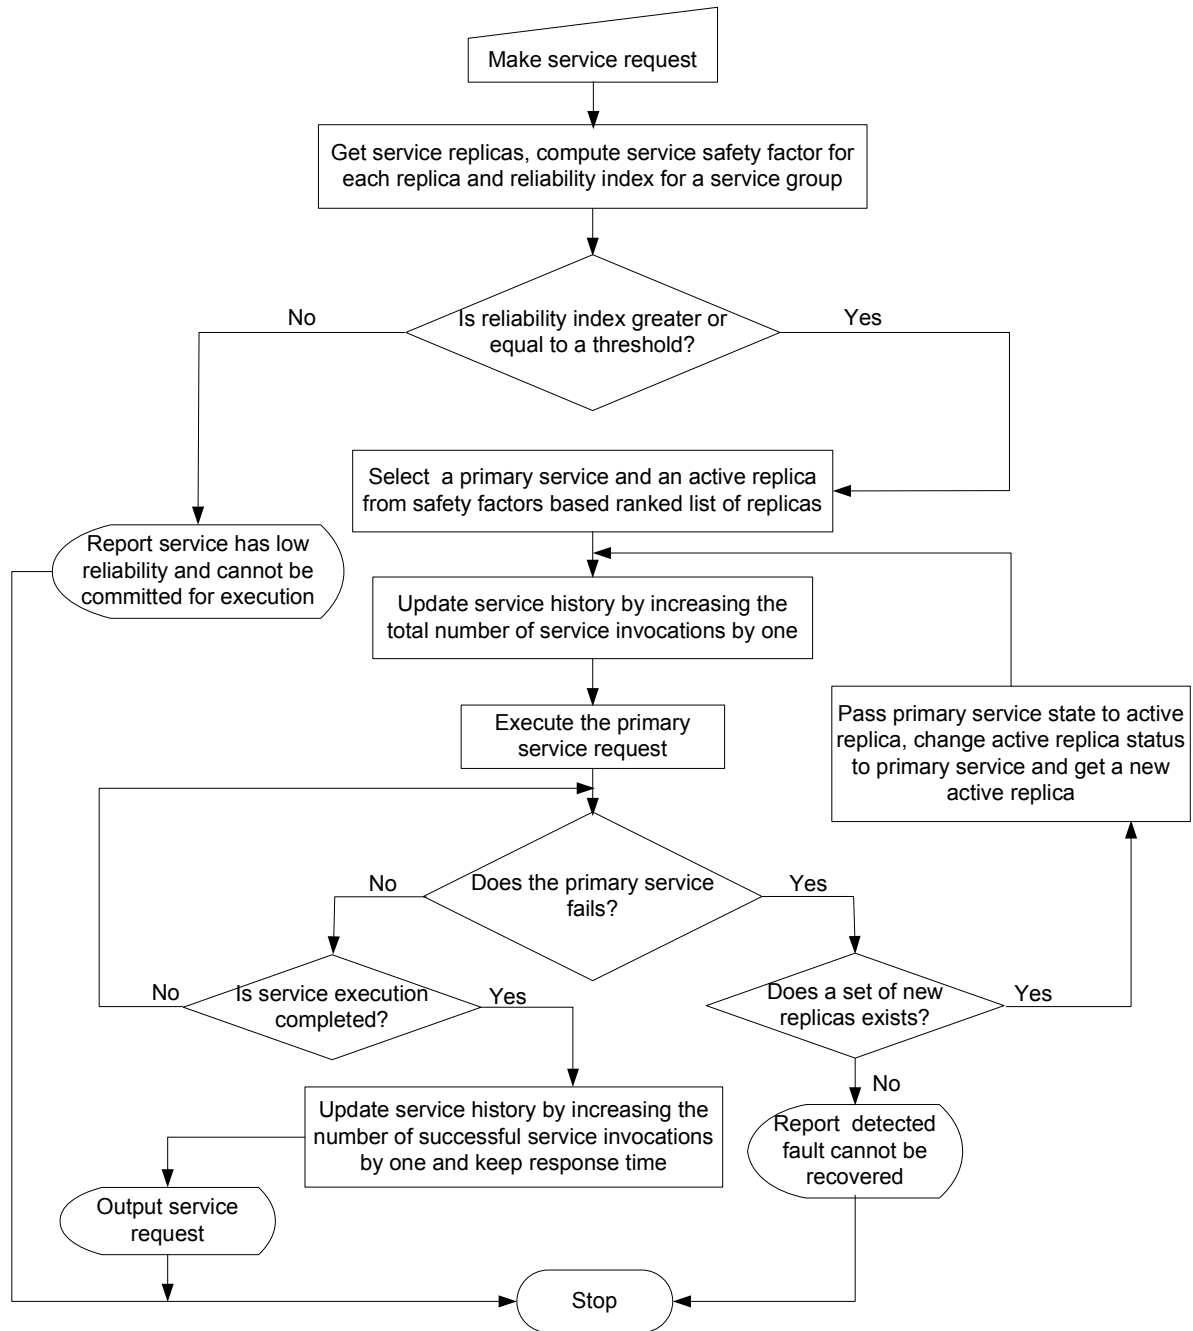 Make service request
Get service replicas, compute service safety factor for
each replica and reliability index for a service group
No
Is reliability index greater or
equal to a threshold?
Yes
Select a primary service and an active replica
from safety factors based ranked list of replicas
Report service has low
reliability and cannot be
committed for execution
Update service history by increasing the
total number of service invocations by one
Execute the primary
service request
Pass primary service state to active
replica, change active replica status
to primary service and get a new
active replica
No
Does the primary service
fails?
Yes
No
Is service execution
completed?
Yes
Does a set of new
replicas exists?
Yes
No
Update service history by increasing the
number of successful service invocations
by one and keep response time
Report detected
fault cannot be
recovered
Output service
request
Stop